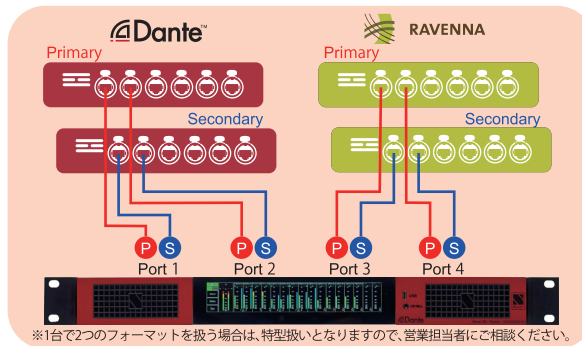 Dante™ RAVENNA
Primary Primary
Secondary Secondary
P S P S P S P S
Port 1 Port 2 Port 3 Port 4
Dante
※1台で2つのフォーマットを扱う場合は、特型扱いとなりますので、営業担当者にご相談ください。